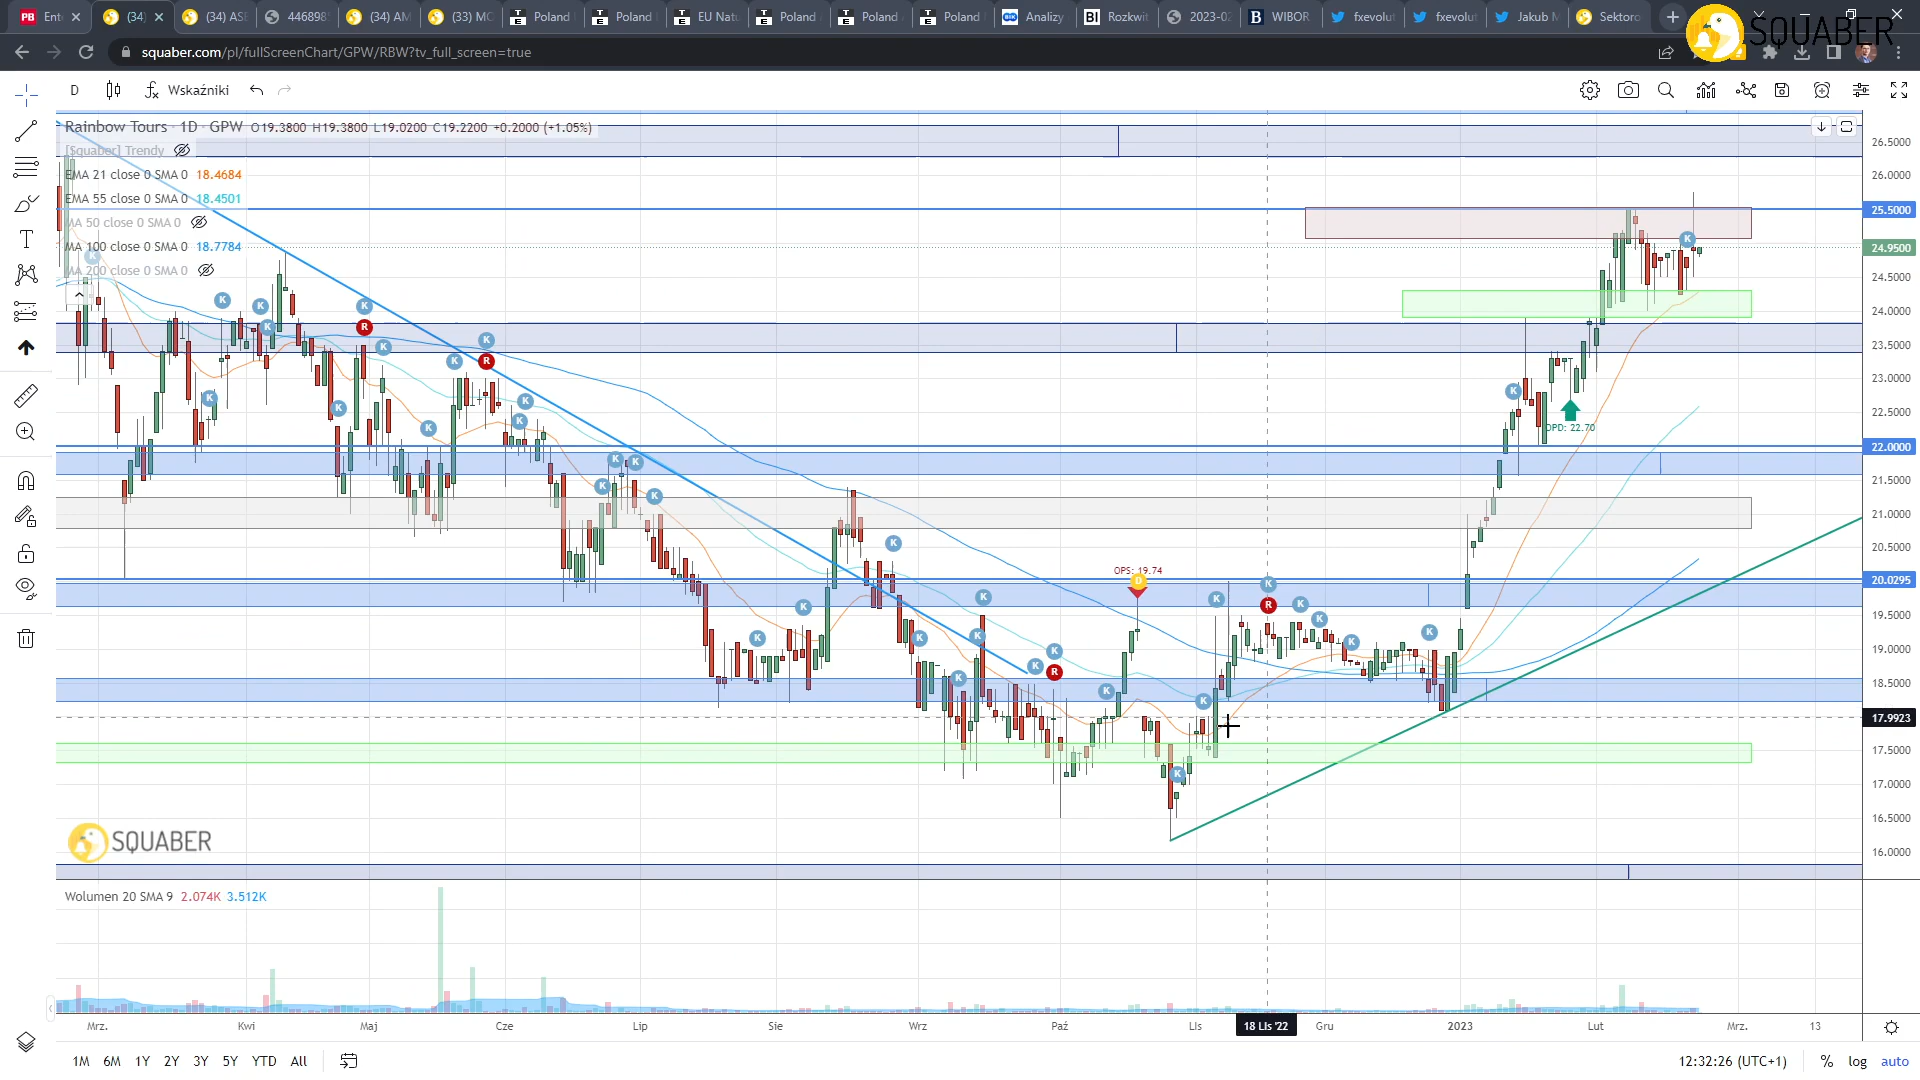 PB Ent
(34)
(34) ASB
446898
(34) AM
(33) MO
Poland
Poland
EU Natu
Poland
Poland
Poland
Analizy
BI Rozkwit
2023-02
B WIBOR
fxevolut
fxevolut
Jakub M
Sektoro
SQUABER
squaber.com/pl/fullScreenChart/GPW/RBW?tv_full_screen=true
D
Wskaźniki
Rainbow Tours · 1D · GPW O19.3800 H19.3800 L19.0200 C19.2200 +0.2000 (+1.05%)
[Squaber] Trendy
EMA 21 close 0 SMA 0 18.4684
EMA 55 close 0 SMA 0 18.4501
MA 50 close 0 SMA 0
MA 100 close 0 SMA 0 18.7784
MA 200 close 0 SMA 0
OPD: 22.70
OPS: 19.74
26.5000
26.0000
25.5000
24.9500
24.5000
24.0000
23.5000
23.0000
22.5000
22.0000
21.5000
21.0000
20.5000
20.0295
19.5000
19.0000
18.5000
17.9923
17.5000
17.0000
16.5000
16.0000
SQUABER
Wolumen 20 SMA 9 2.074K 3.512K
Mrz. Kwi Maj Cze Lip Sie Wrz Paź Lis 18 Lis '22 Gru 2023 Lut Mrz. 13
1M 6M 1Y 2Y 3Y 5Y YTD All
12:32:26 (UTC+1) % log auto